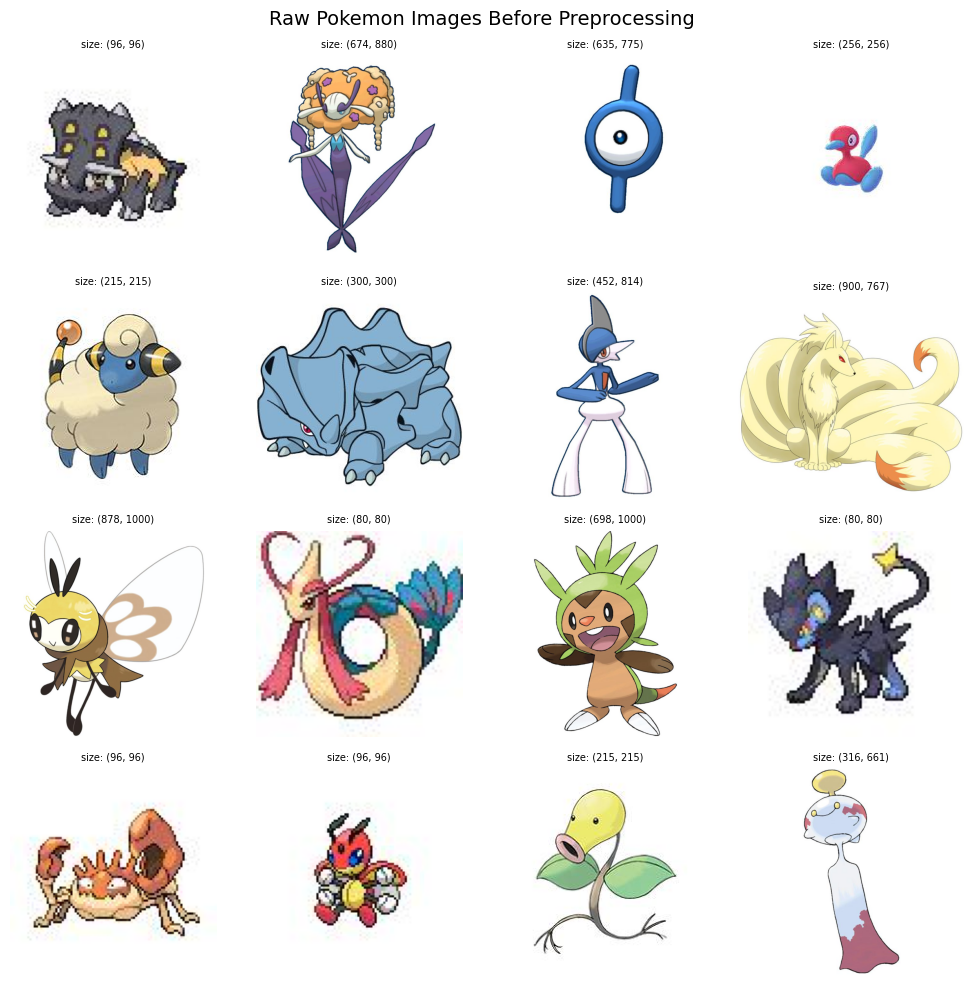 Raw Pokemon Images Before Preprocessing
size: (96, 96)
size: (674, 880)
size: (635, 775)
size: (256, 256)
size: (215, 215)
size: (300, 300)
size: (452, 814)
size: (900, 767)
size: (878, 1000)
size: (80, 80)
size: (698, 1000)
size: (80, 80)
size: (96, 96)
size: (96, 96)
size: (215, 215)
size: (316, 661)